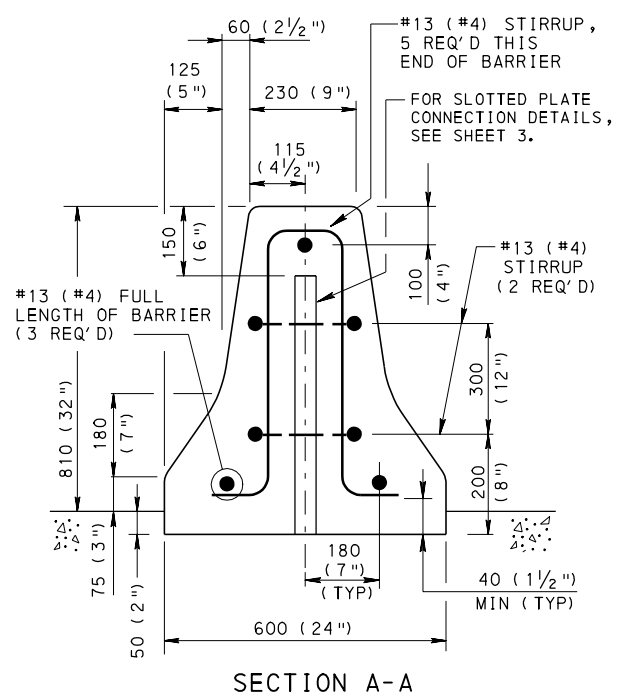 60 (2½")
#13 (#4) STIRRUP,
5 REQ'D THIS
END OF BARRIER
125
(5")
230 (9")
FOR SLOTTED PLATE
CONNECTION DETAILS,
SEE SHEET 3.
115
(4½")
150
(6")
100
(4")
#13 (#4)
STIRRUP
(2 REQ'D)
#13 (#4) FULL
LENGTH OF BARRIER
(3 REQ'D)
300
(12")
810 (32")
180
(7")
200
(8")
75 (3")
50 (2")
180
(7")
(TYP)
40 (1½")
MIN (TYP)
600 (24")
SECTION A-A